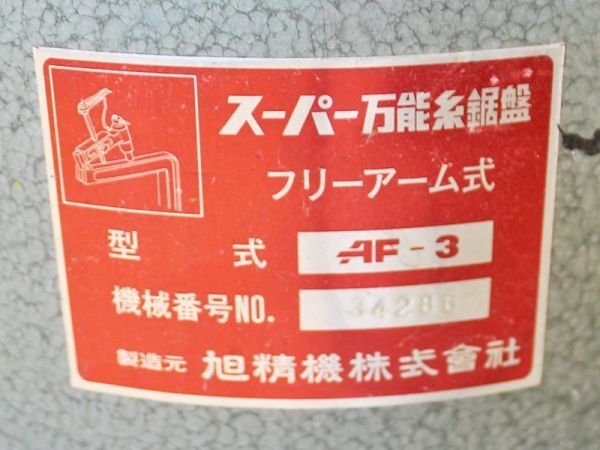 スーパー万能糸鋸盤
フリーアーム式
型式 AF-3
機械番号NO. 34286
製造元 旭精機株式會社